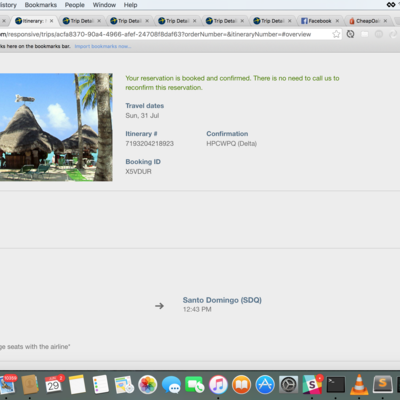 History Bookmarks People Window Help
Itinerary Trip Detai Trip Detai Trip Detai Trip Detai Trip Detai Facebook CheapOai
om/responsive/trips/acfa8370-90a4-4966-afef-24708f8daf63?orderNumber=&itineraryNumber=#overview
ks here on the bookmarks bar. Import bookmarks now...
Your reservation is booked and confirmed. There is no need to call us to
reconfirm this reservation.
Travel dates
Sun, 31 Jul
Itinerary # Confirmation
7193204218923 HPCWPQ (Delta)
Booking ID
X5VDUR
Santo Domingo (SDQ)
12:43 PM
ge seats with the airline*
JUN
29